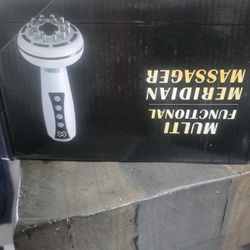 MULTI
FUNCTIONAL
MERIDIAN
MASSAGER